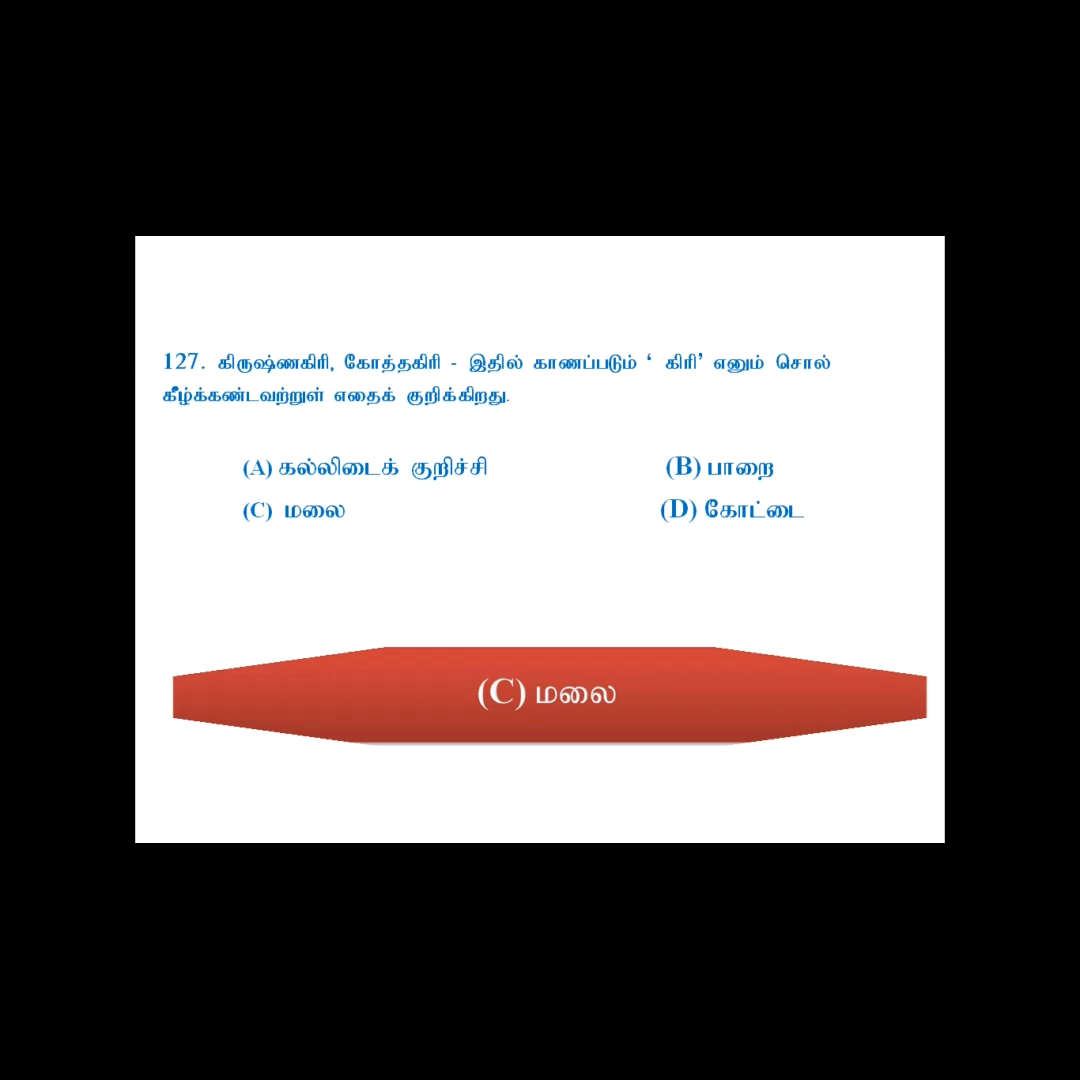 127. கிருஷ்ணகிரி, கோத்தகிரி - இதில் காணப்படும் ‘ கிரி’ எனும் சொல்
கீழ்க்கண்டவற்றுள் எதைக் குறிக்கிறது.
(A) கல்லிடைக் குறிச்சி (B) பாறை
(C) மலை (D) கோட்டை
(C) மலை